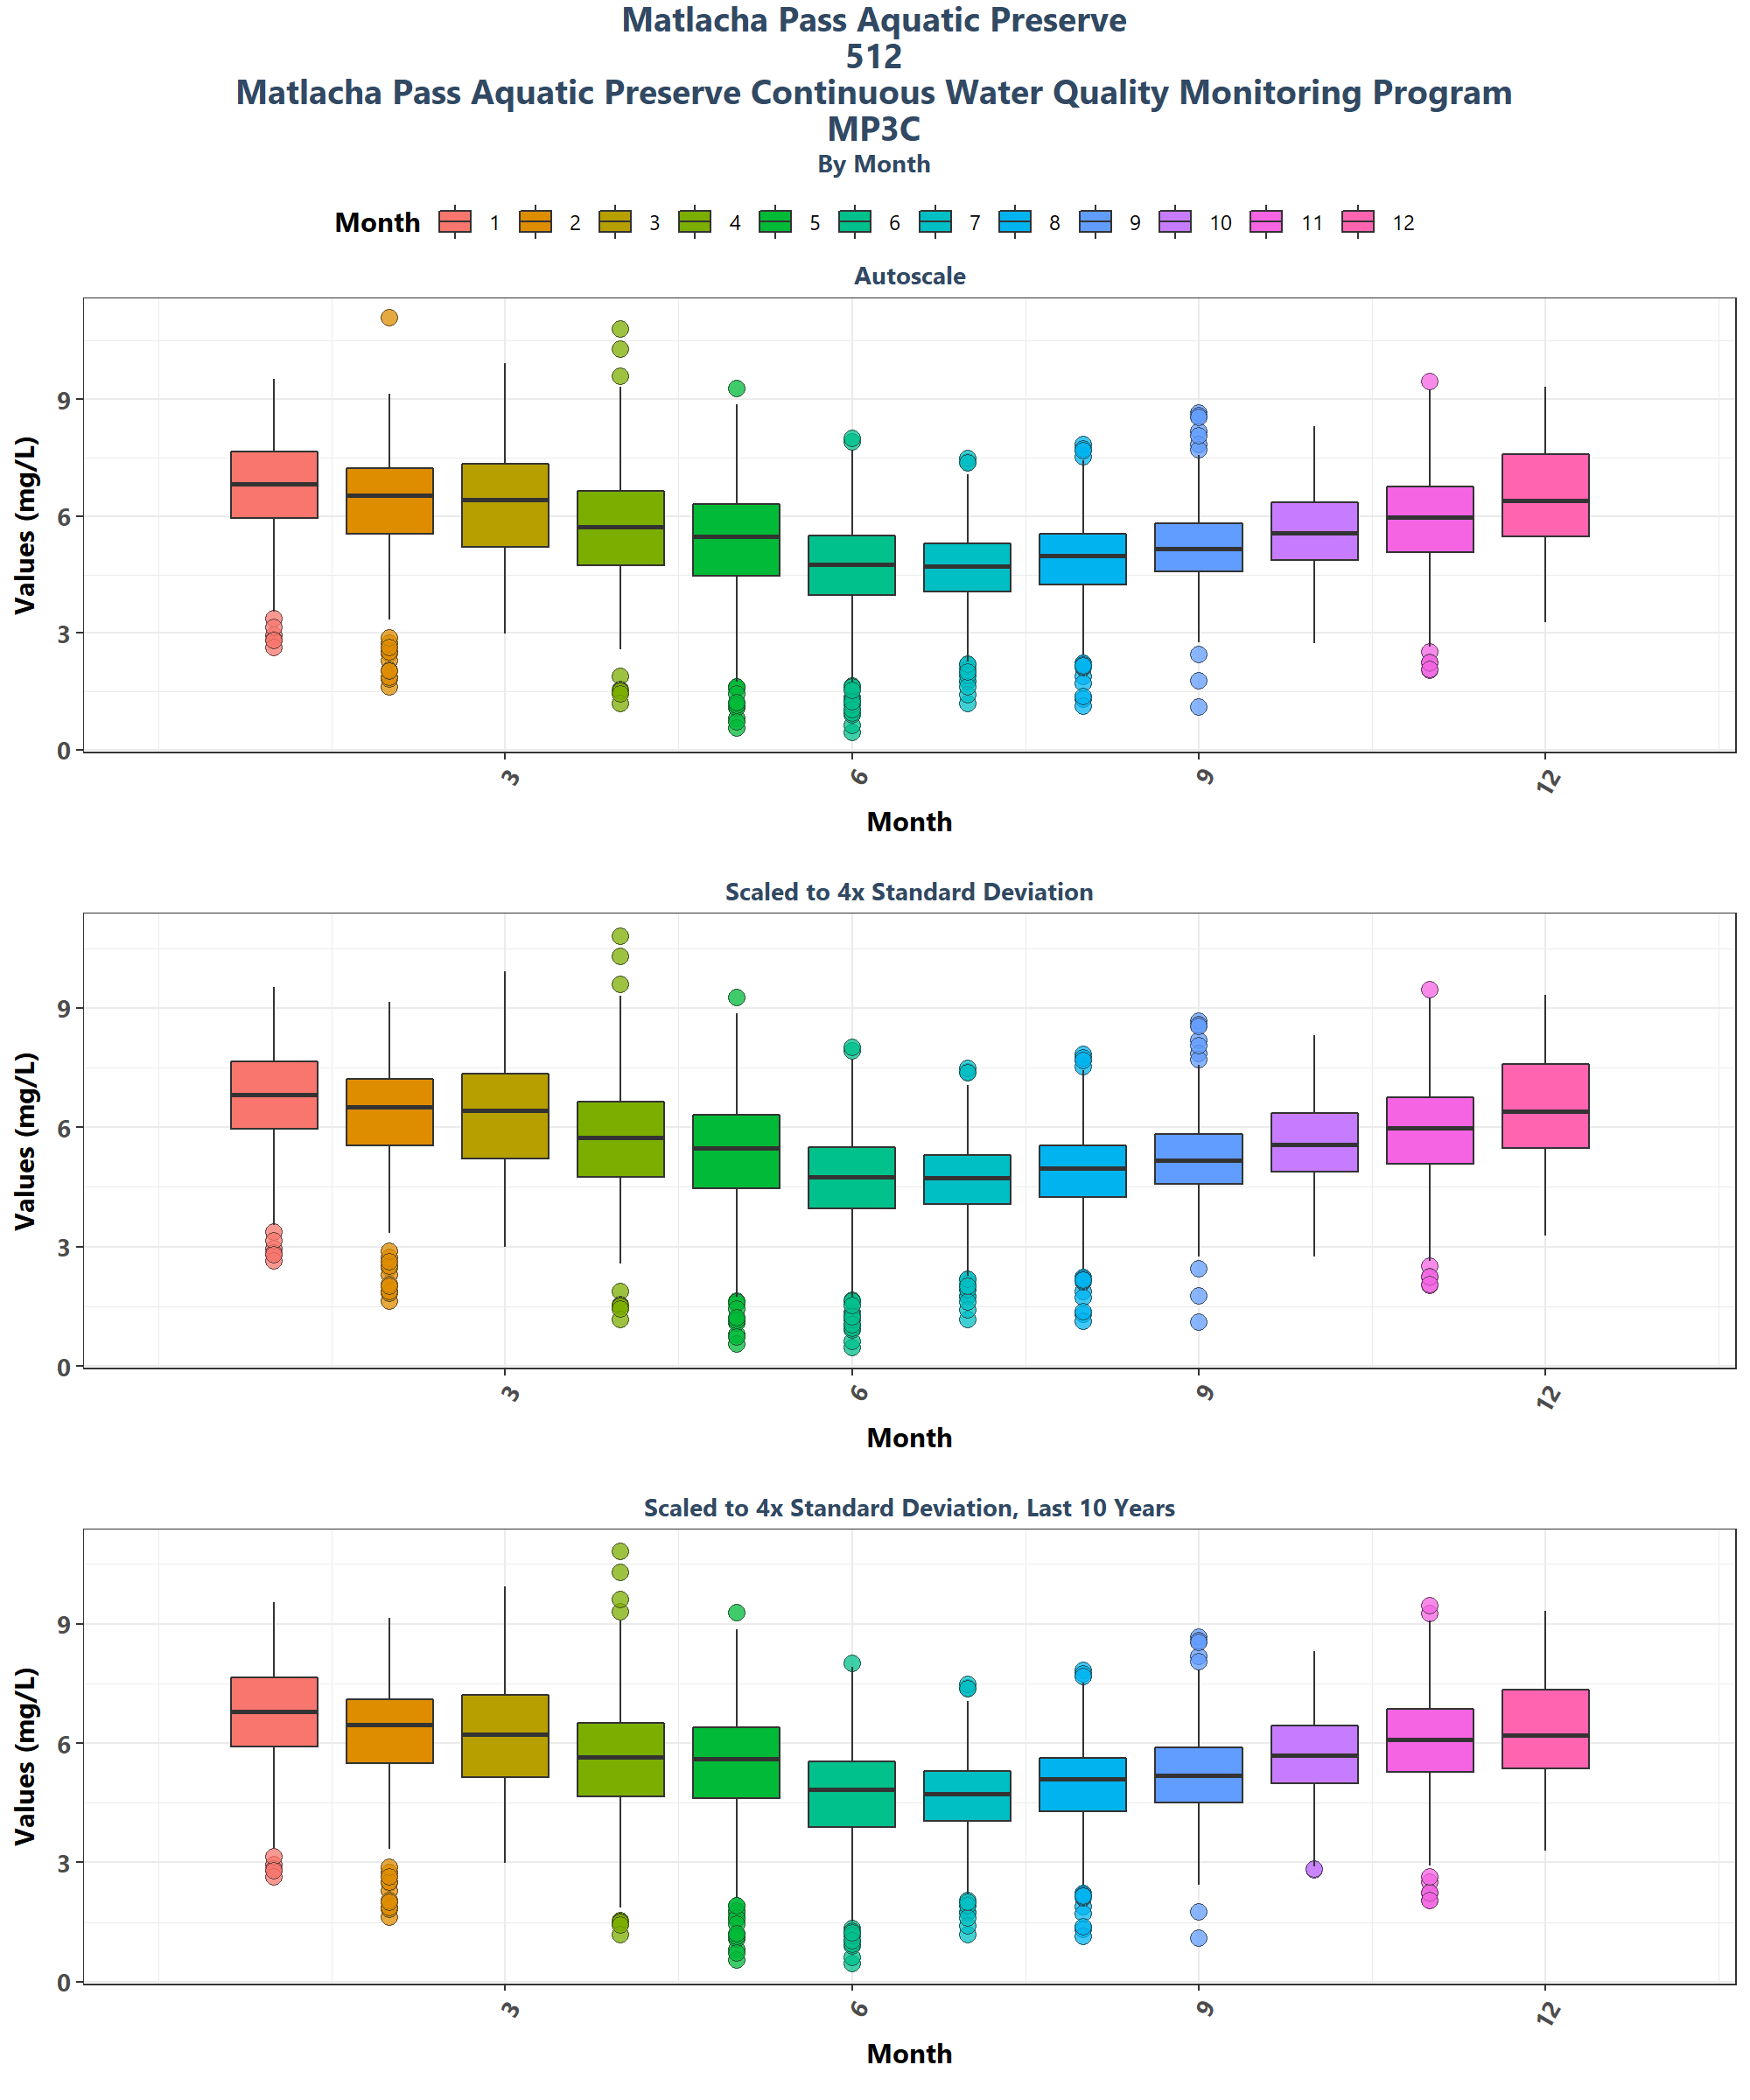 Matlacha Pass Aquatic Preserve
512
Matlacha Pass Aquatic Preserve Continuous Water Quality Monitoring Program
MP3C
By Month
Month 1 2 3 4 5 6 7 8 9 10 11 12
Autoscale
Values (mg/L)
9
6
3
0
3 6 9 12
Month
Scaled to 4x Standard Deviation
Values (mg/L)
9
6
3
0
3 6 9 12
Month
Scaled to 4x Standard Deviation, Last 10 Years
Values (mg/L)
9
6
3
0
3 6 9 12
Month